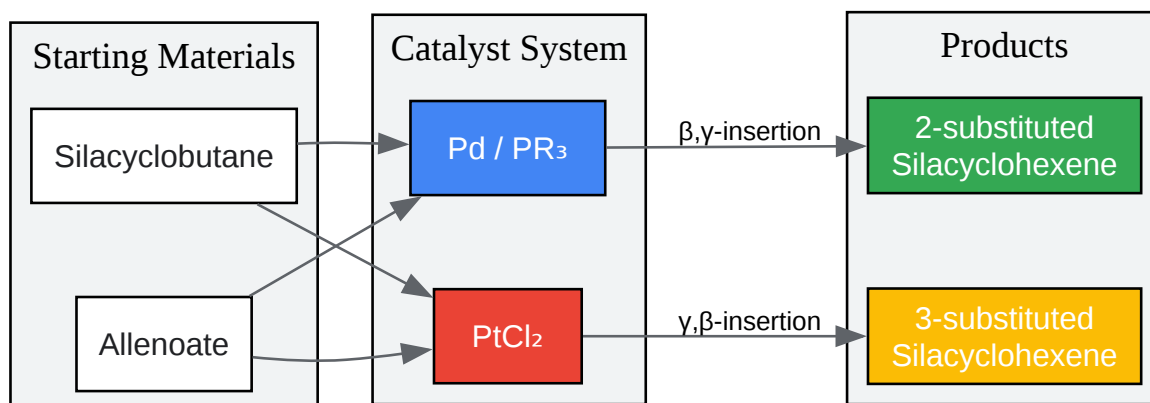 Starting Materials
Silacyclobutane
Allenoate
Catalyst System
Pd / PR₃
PtCl₂
β,γ-insertion
γ,β-insertion
Products
2-substituted
Silacyclohexene
3-substituted
Silacyclohexene